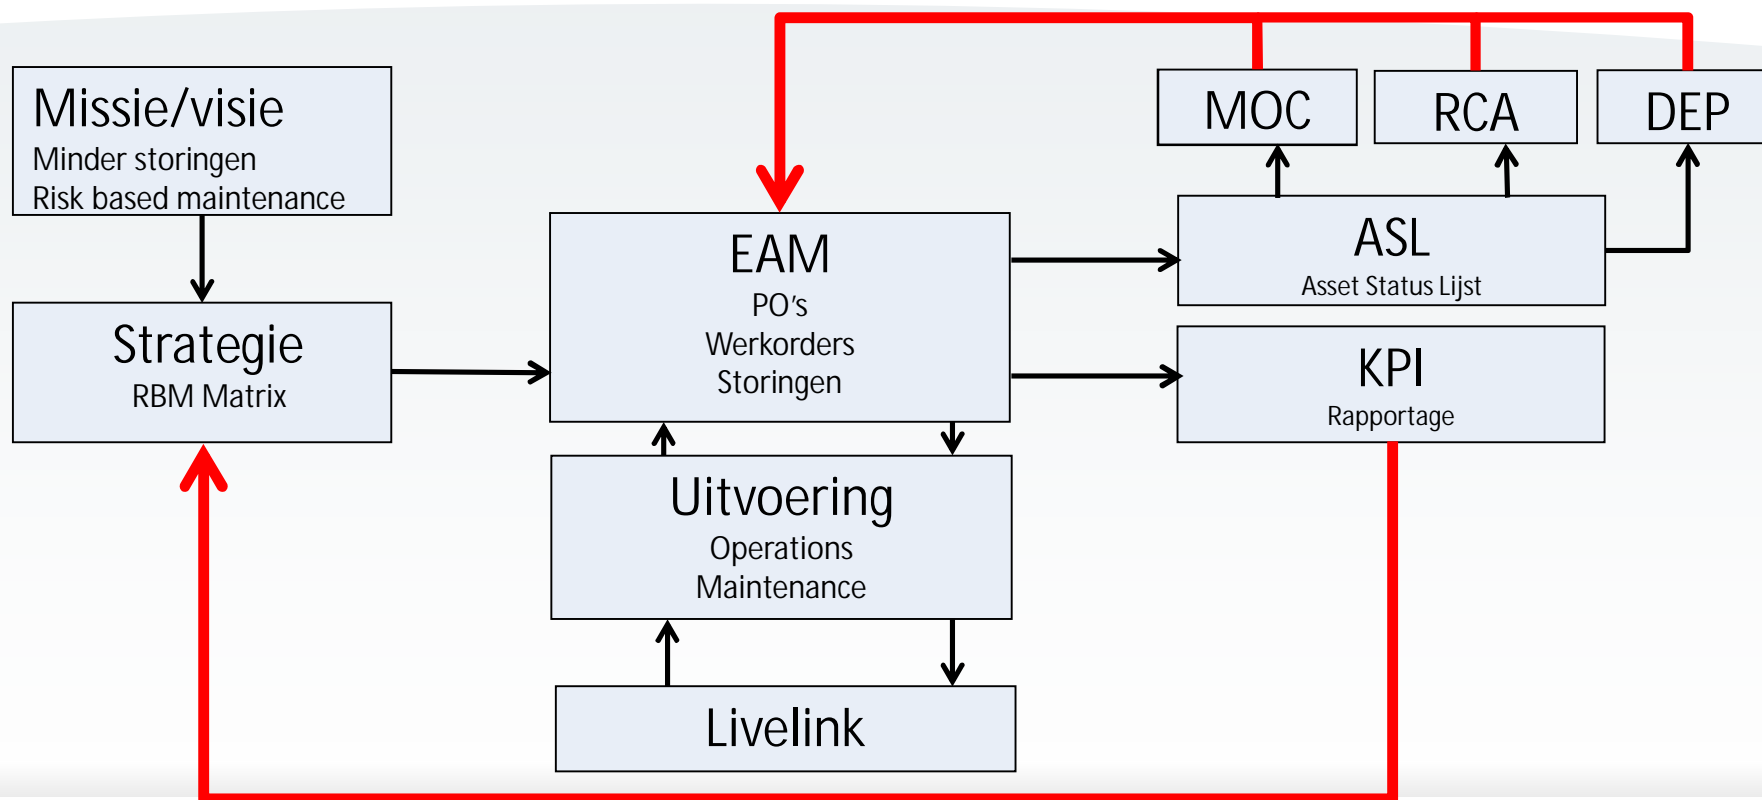 Missie/visie
Minder storingen
Risk based maintenance
Strategie
RBM Matrix
EAM
PO's
Werkorders
Storingen
Uitvoering
Operations
Maintenance
Livelink
MOC
RCA
DEP
ASL
Asset Status Lijst
KPI
Rapportage